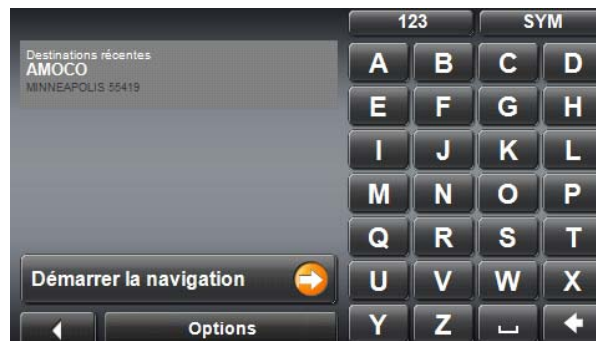 123 SYM
Destinations récentes
AMOCO
MINNEAPOLIS 55419
A B C D
E F G H
I J K L
M N O P
Q R S T
Démarrer la navigation
U V W X
Options
Y Z